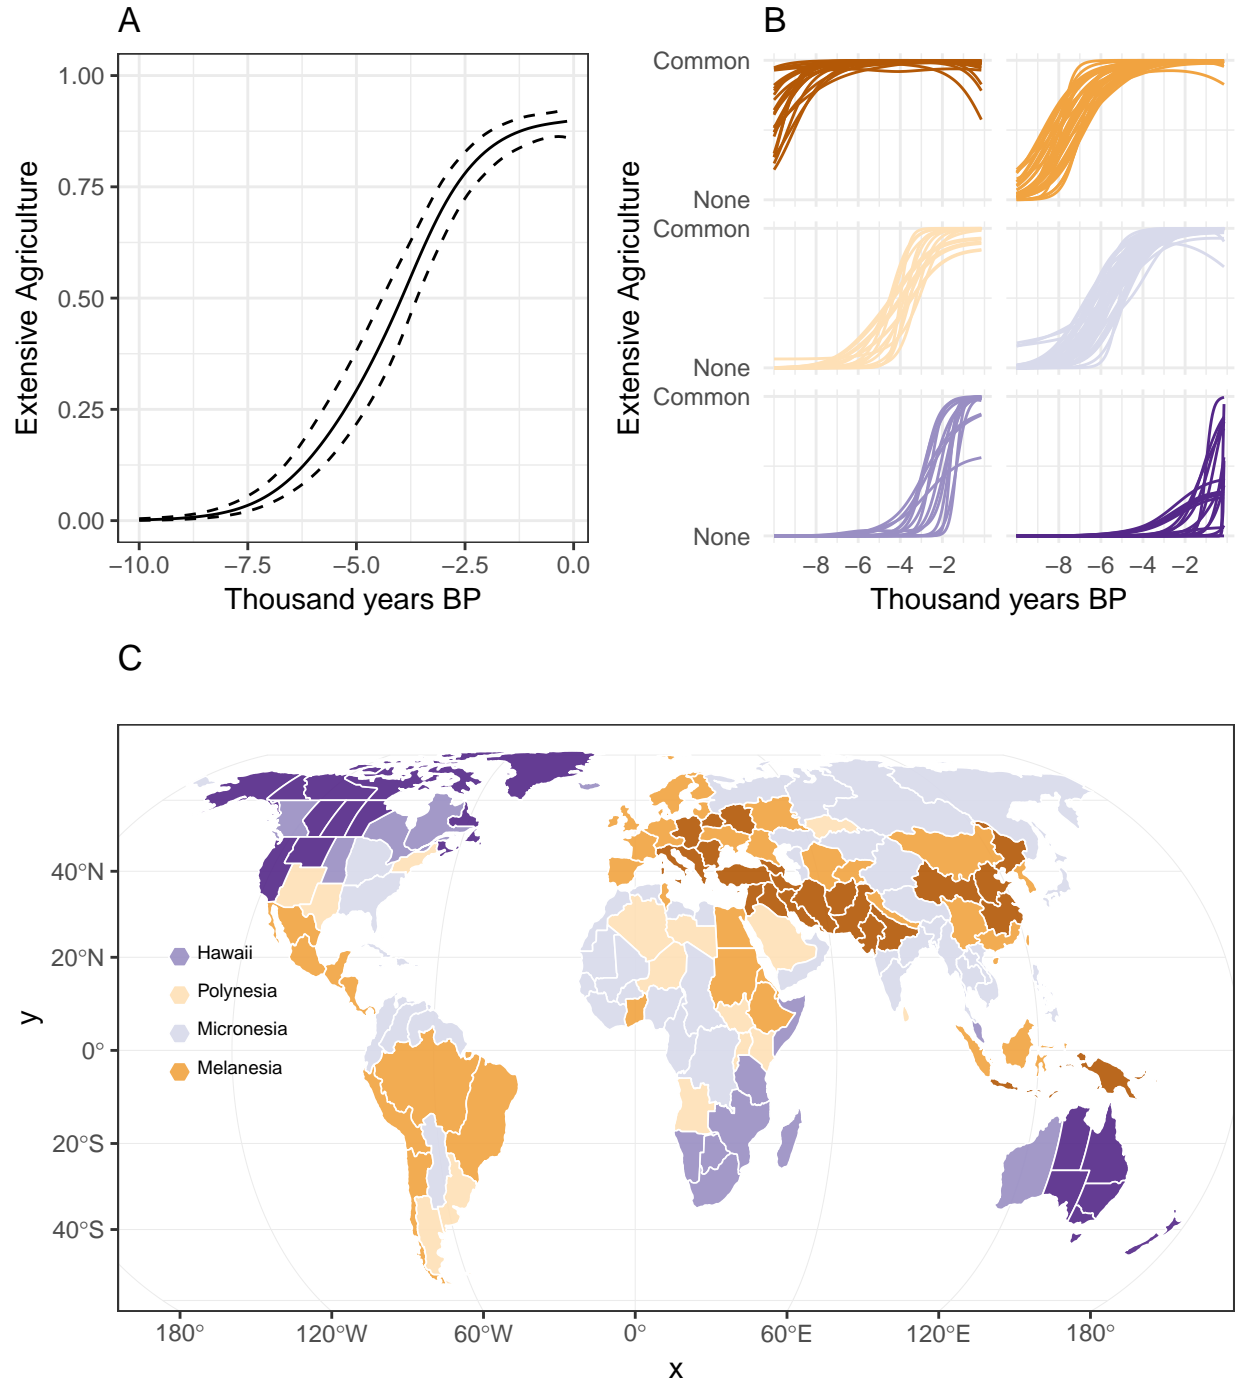 A
B
1.00
0.75
0.50
0.25
0.00
Extensive Agriculture
−10.0 −7.5 −5.0 −2.5 0.0
Thousand years BP
Extensive Agriculture
Common
None
Common
None
Common
None
−8 −6 −4 −2
−8 −6 −4 −2
Thousand years BP
C
40°N
20°N
0°
20°S
40°S
y
Hawaii
Polynesia
Micronesia
Melanesia
180° 120°W 60°W 0° 60°E 120°E 180°
x